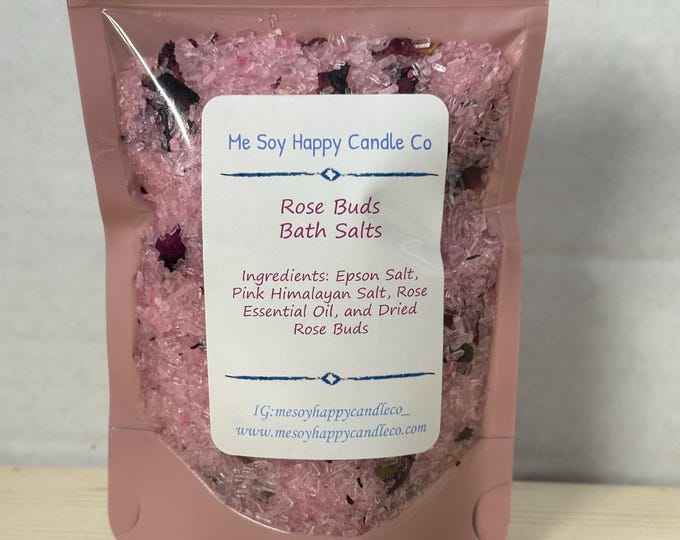 Me Soy Happy Candle Co
Rose Buds
Bath Salts
Ingredients: Epson Salt,
Pink Himalayan Salt, Rose
Essential Oil, and Dried
Rose Buds
IG:mesoyhappycandleco_
www.mesoyhappycandleco.com